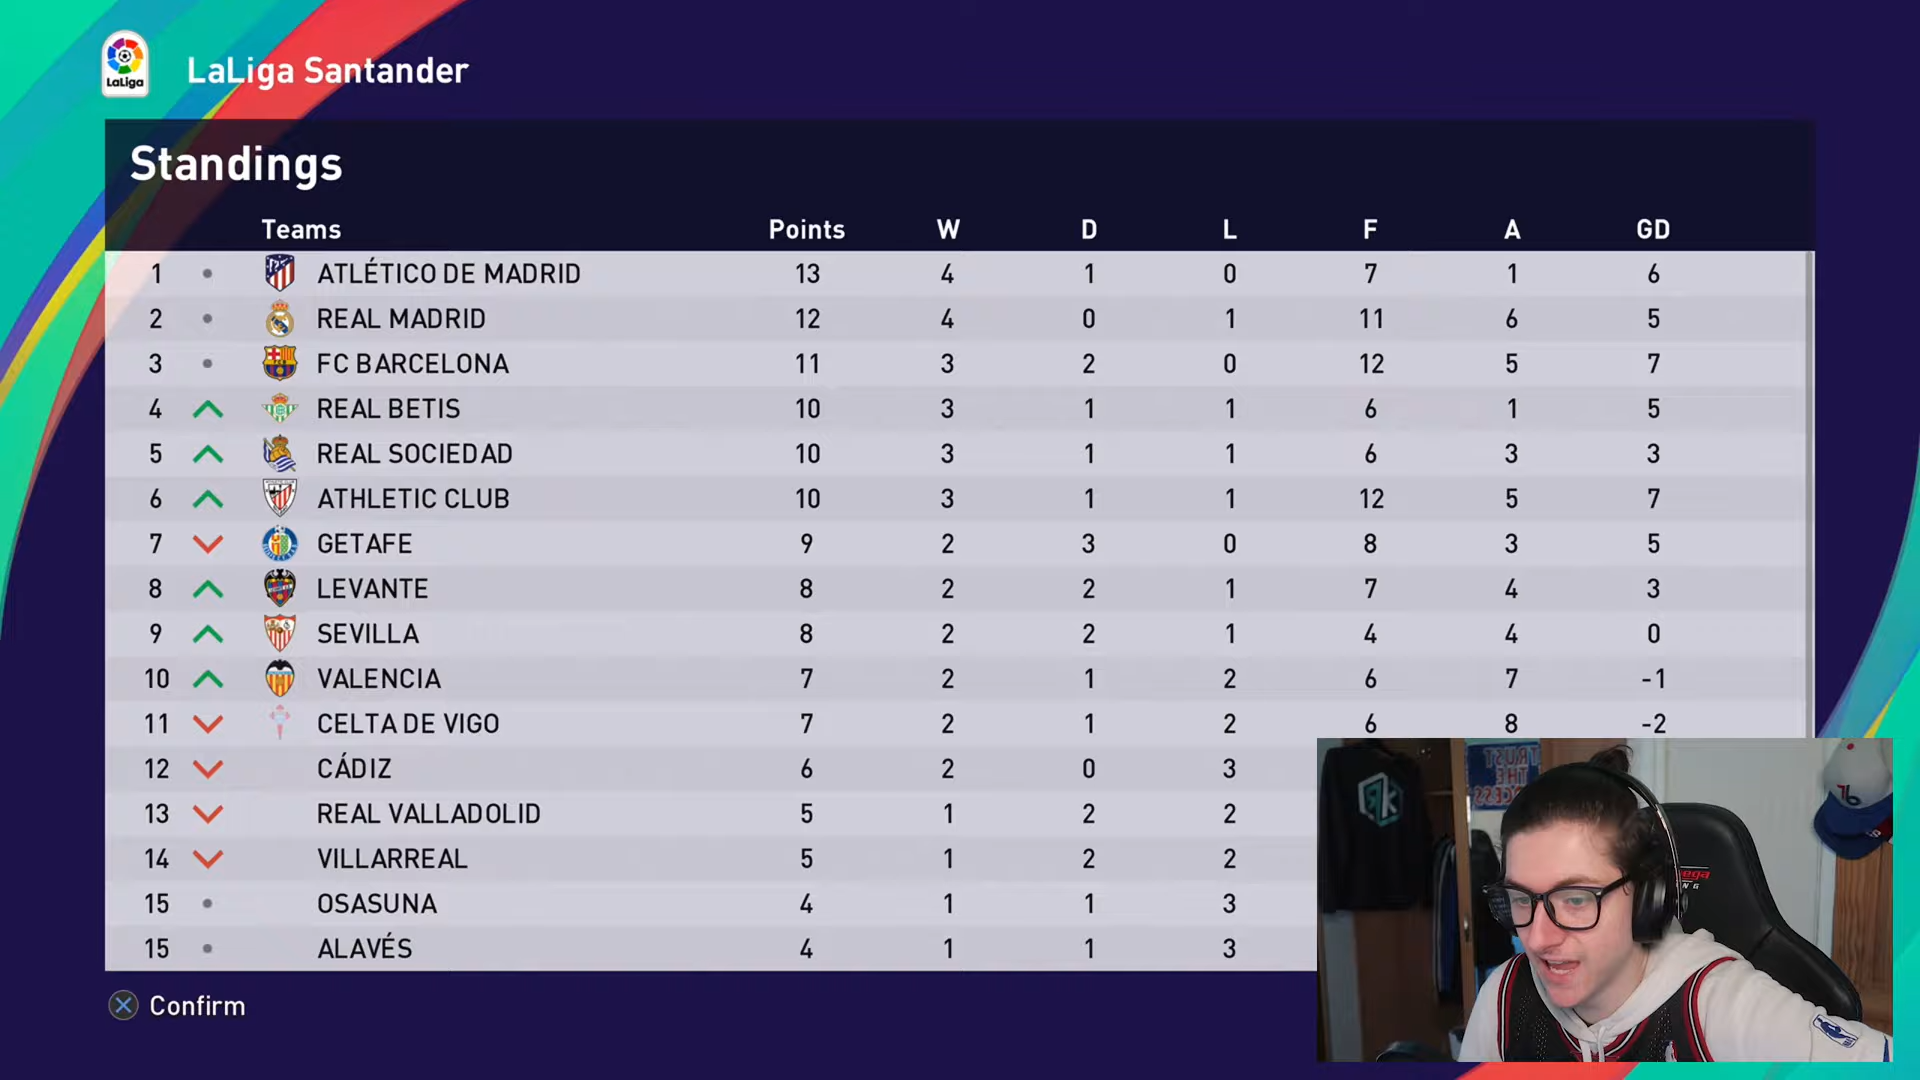 LaLiga
LaLiga Santander
Standings
Teams Points W D L F A GD
1 ATLÉTICO DE MADRID 13 4 1 0 7 1 6
2 REAL MADRID 12 4 0 1 11 6 5
3 FC BARCELONA 11 3 2 0 12 5 7
4 REAL BETIS 10 3 1 1 6 1 5
5 REAL SOCIEDAD 10 3 1 1 6 3 3
6 ATHLETIC CLUB 10 3 1 1 12 5 7
7 GETAFE 9 2 3 0 8 3 5
8 LEVANTE 8 2 2 1 7 4 3
9 SEVILLA 8 2 2 1 4 4 0
10 VALENCIA 7 2 1 2 6 7 -1
11 CELTA DE VIGO 7 2 1 2 6 8 -2
12 CÁDIZ 6 2 0 3
13 REAL VALLADOLID 5 1 2 2
14 VILLARREAL 5 1 2 2
15 OSASUNA 4 1 1 3
15 ALAVÉS 4 1 1 3
Confirm
TRUST
THE
PROCESS